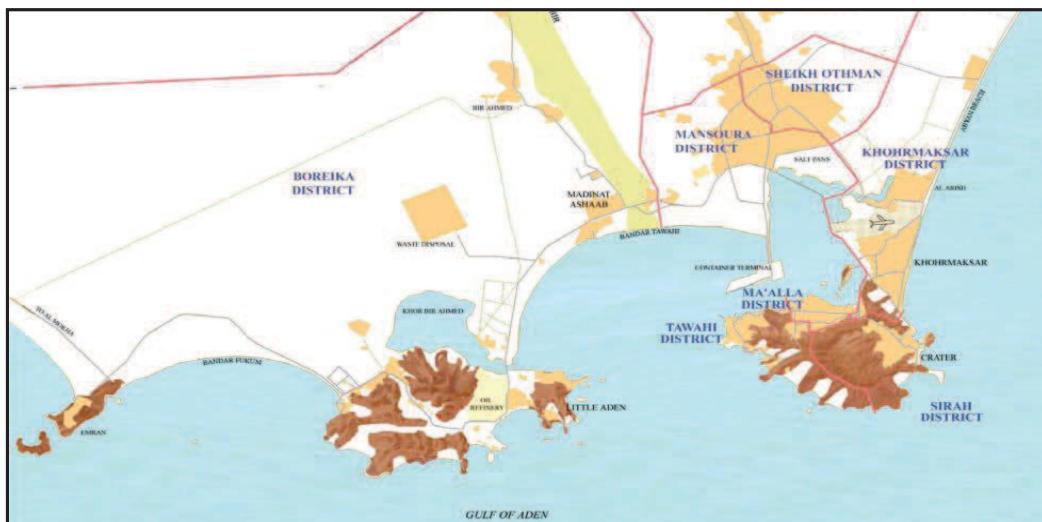 SHEIKH OTHMAN
DISTRICT
BIR AHMED
MANSOURA
DISTRICT
SALT PANS
KHOHRMAKSAR
DISTRICT
BOREIKA
DISTRICT
MADINAT
ASHAAB
AL ARISH
BANDAR TAWAHI
WASTE DISPOSAL
CONTAINER TERMINAL
KHOHRMAKSAR
MA'ALLA
DISTRICT
KHOR BIR AHMED
TAWAHI
DISTRICT
BANDAR FUKUM
CRATER
OIL
REFINERY
LITTLE ADEN
SIRAH
DISTRICT
EMRAN
GULF OF ADEN